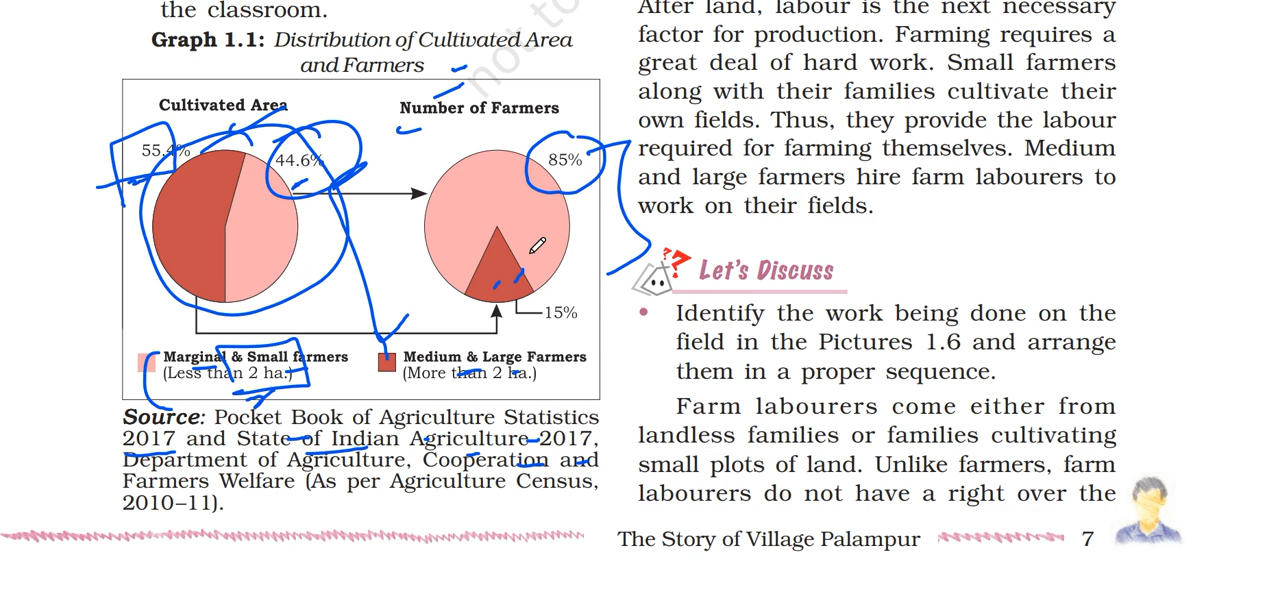 the classroom.
Graph 1.1: Distribution of Cultivated Area
and Farmers
Cultivated Area
Number of Farmers
55.4%
44.6%
85%
15%
Marginal & Small farmers
(Less than 2 ha.)
Medium & Large Farmers
(More than 2 ha.)
Source: Pocket Book of Agriculture Statistics
2017 and State of Indian Agriculture 2017,
Department of Agriculture, Cooperation and
Farmers Welfare (As per Agriculture Census,
2010–11).
not to
After land, labour is the next necessary
factor for production. Farming requires a
great deal of hard work. Small farmers
along with their families cultivate their
own fields. Thus, they provide the labour
required for farming themselves. Medium
and large farmers hire farm labourers to
work on their fields.
??
Let's Discuss
• Identify the work being done on the
field in the Pictures 1.6 and arrange
them in a proper sequence.
Farm labourers come either from
landless families or families cultivating
small plots of land. Unlike farmers, farm
labourers do not have a right over the
The Story of Village Palampur
7